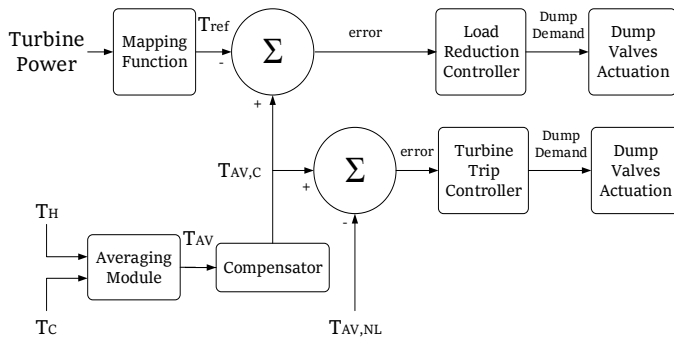 Turbine
Power
Mapping
Function
Tref
-
Σ
+
error
Load
Reduction
Controller
Dump
Demand
Dump
Valves
Actuation
TAV,C
+
Σ
-
error
Turbine
Trip
Controller
Dump
Demand
Dump
Valves
Actuation
TH
Averaging
Module
TAV
Compensator
TC
TAV,NL